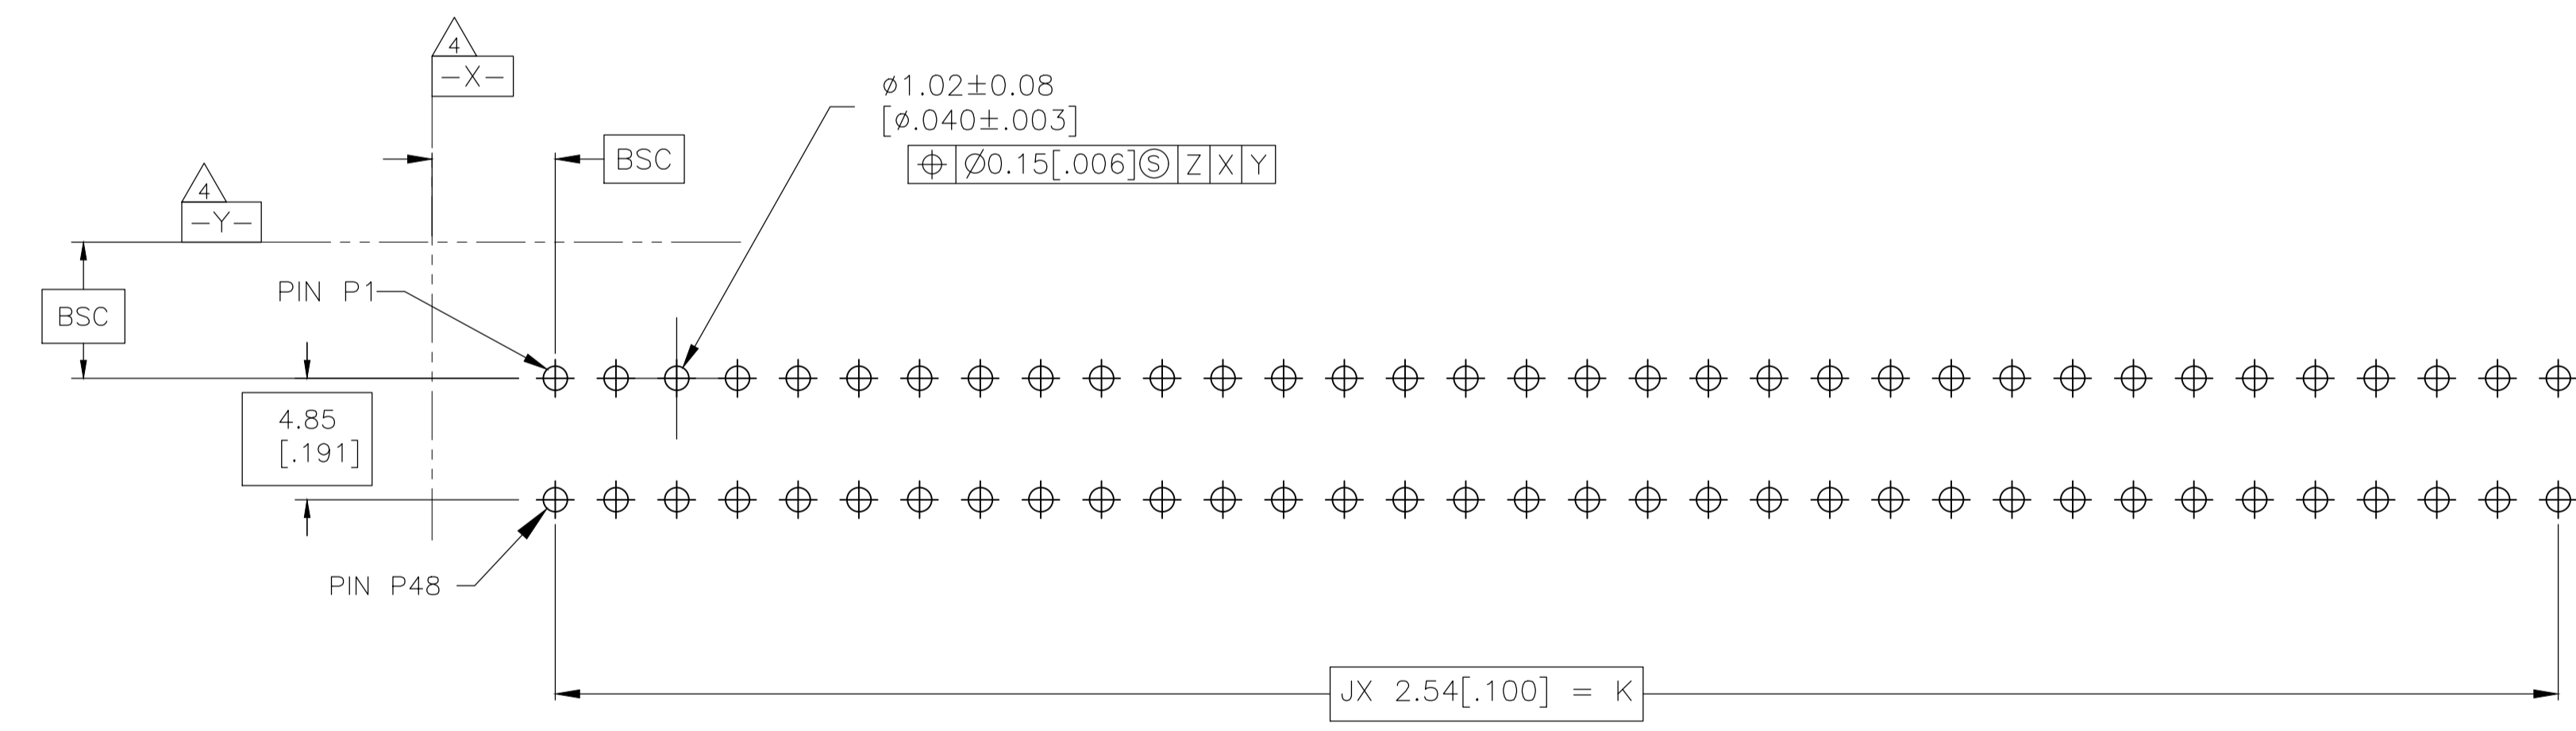 4
-X-
ø1.02±0.08
[ø.040±.003]
BSC
⌖ Ø0.15[.006]Ⓢ Z X Y
4
-Y-
PIN P1
BSC
4.85
[.191]
PIN P48
JX 2.54[.100] = K